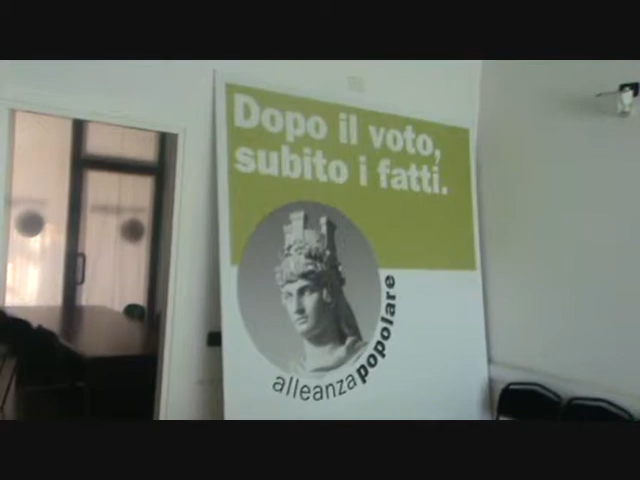 Dopo il voto,
subito i fatti.
alleanzapopolare